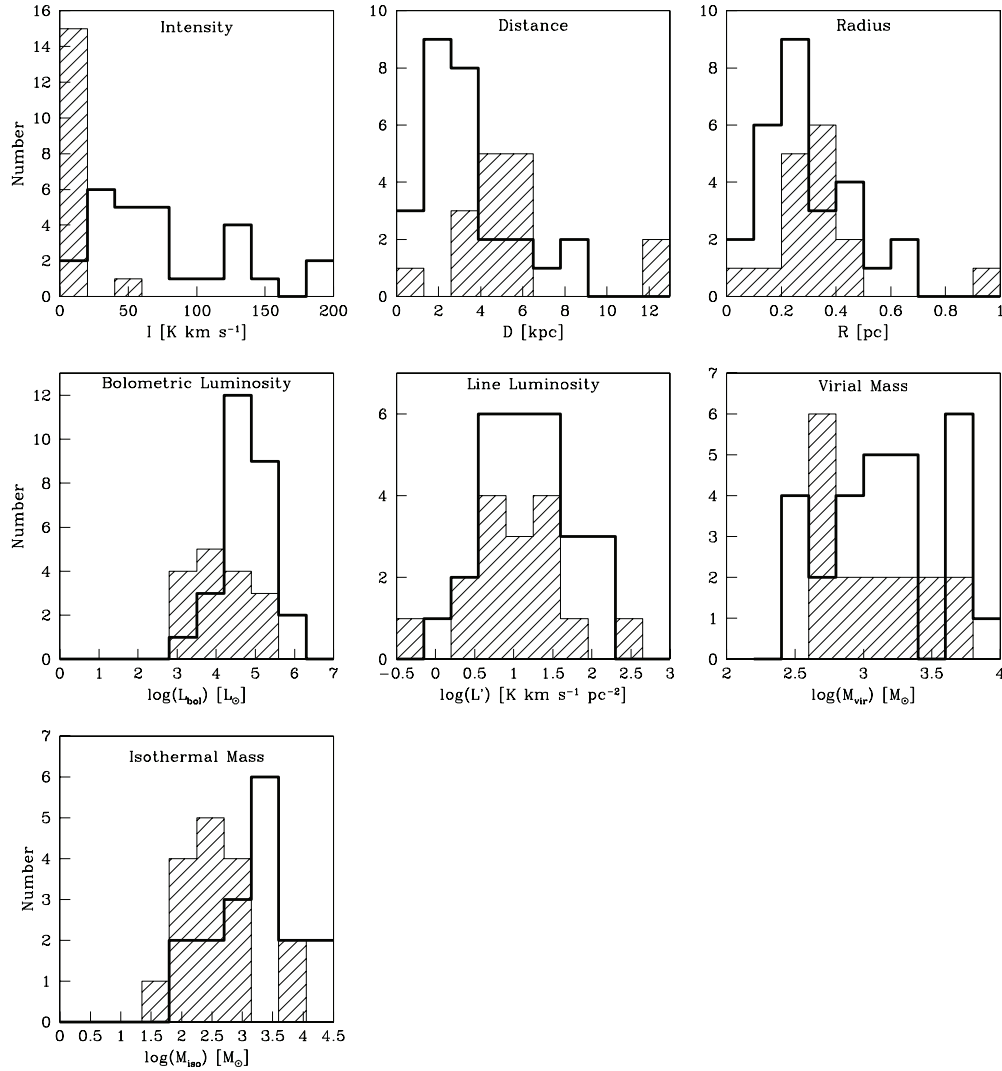 Intensity
Number
16
14
12
10
8
6
4
2
0
0 50 100 150 200
I [K km s⁻¹]
Distance
10
8
6
4
2
0
0 2 4 6 8 10 12
D [kpc]
Radius
10
8
6
4
2
0
0 0.2 0.4 0.6 0.8 1
R [pc]
Bolometric Luminosity
Number
12
10
8
6
4
2
0
0 1 2 3 4 5 6 7
log(L_bol) [L_⊙]
Line Luminosity
6
4
2
0
−0.5 0 0.5 1 1.5 2 2.5 3
log(L') [K km s⁻¹ pc⁻²]
Virial Mass
7
6
5
4
3
2
1
0
2 2.5 3 3.5 4
log(M_vir) [M_⊙]
Isothermal Mass
Number
7
6
5
4
3
2
1
0
0 0.5 1 1.5 2 2.5 3 3.5 4 4.5
log(M_iso) [M_⊙]